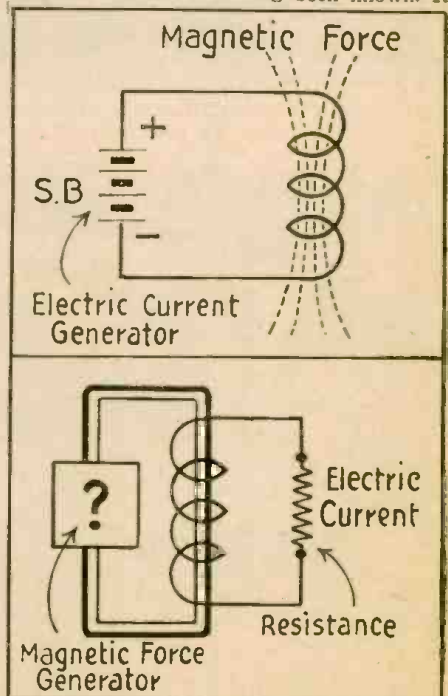 Magnetic Force
+
S.B
−
Electric Current
Generator
?
Electric
Current
Resistance
Magnetic Force
Generator